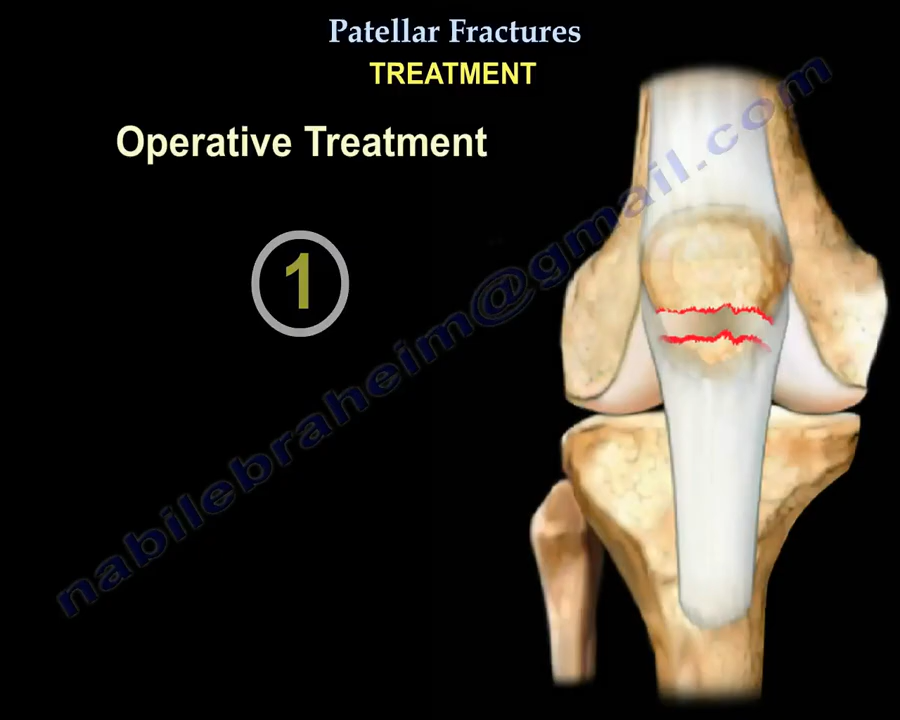 Patellar Fractures
TREATMENT
Operative Treatment
1
nabilebraheim@gmail.com